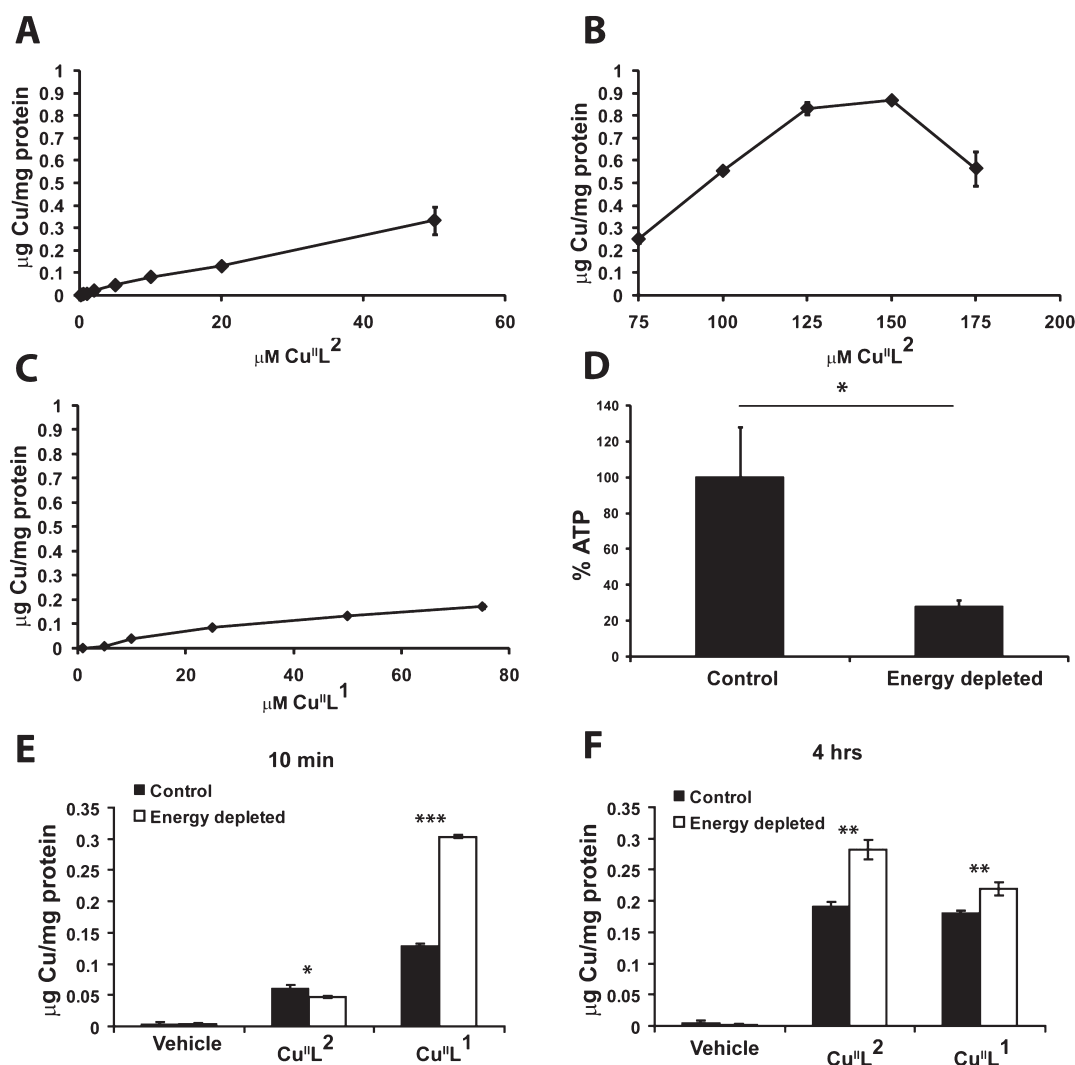 A
µg Cu/mg protein
1
0.9
0.8
0.7
0.6
0.5
0.4
0.3
0.2
0.1
0
0 20 40 60
µM CuᴵᴵL²
B
µg Cu/mg protein
1
0.9
0.8
0.7
0.6
0.5
0.4
0.3
0.2
0.1
0
75 100 125 150 175 200
µM CuᴵᴵL²
C
µg Cu/mg protein
1
0.9
0.8
0.7
0.6
0.5
0.4
0.3
0.2
0.1
0
0 20 40 60 80
µM CuᴵᴵL¹
D
*
% ATP
140
120
100
80
60
40
20
0
Control Energy depleted
E
10 min
Control
Energy depleted
µg Cu/mg protein
0.35
0.3
0.25
0.2
0.15
0.1
0.05
0
*
***
Vehicle CuᴵᴵL² CuᴵᴵL¹
F
4 hrs
Control
Energy depleted
µg Cu/mg protein
0.35
0.3
0.25
0.2
0.15
0.1
0.05
0
**
**
Vehicle CuᴵᴵL² CuᴵᴵL¹